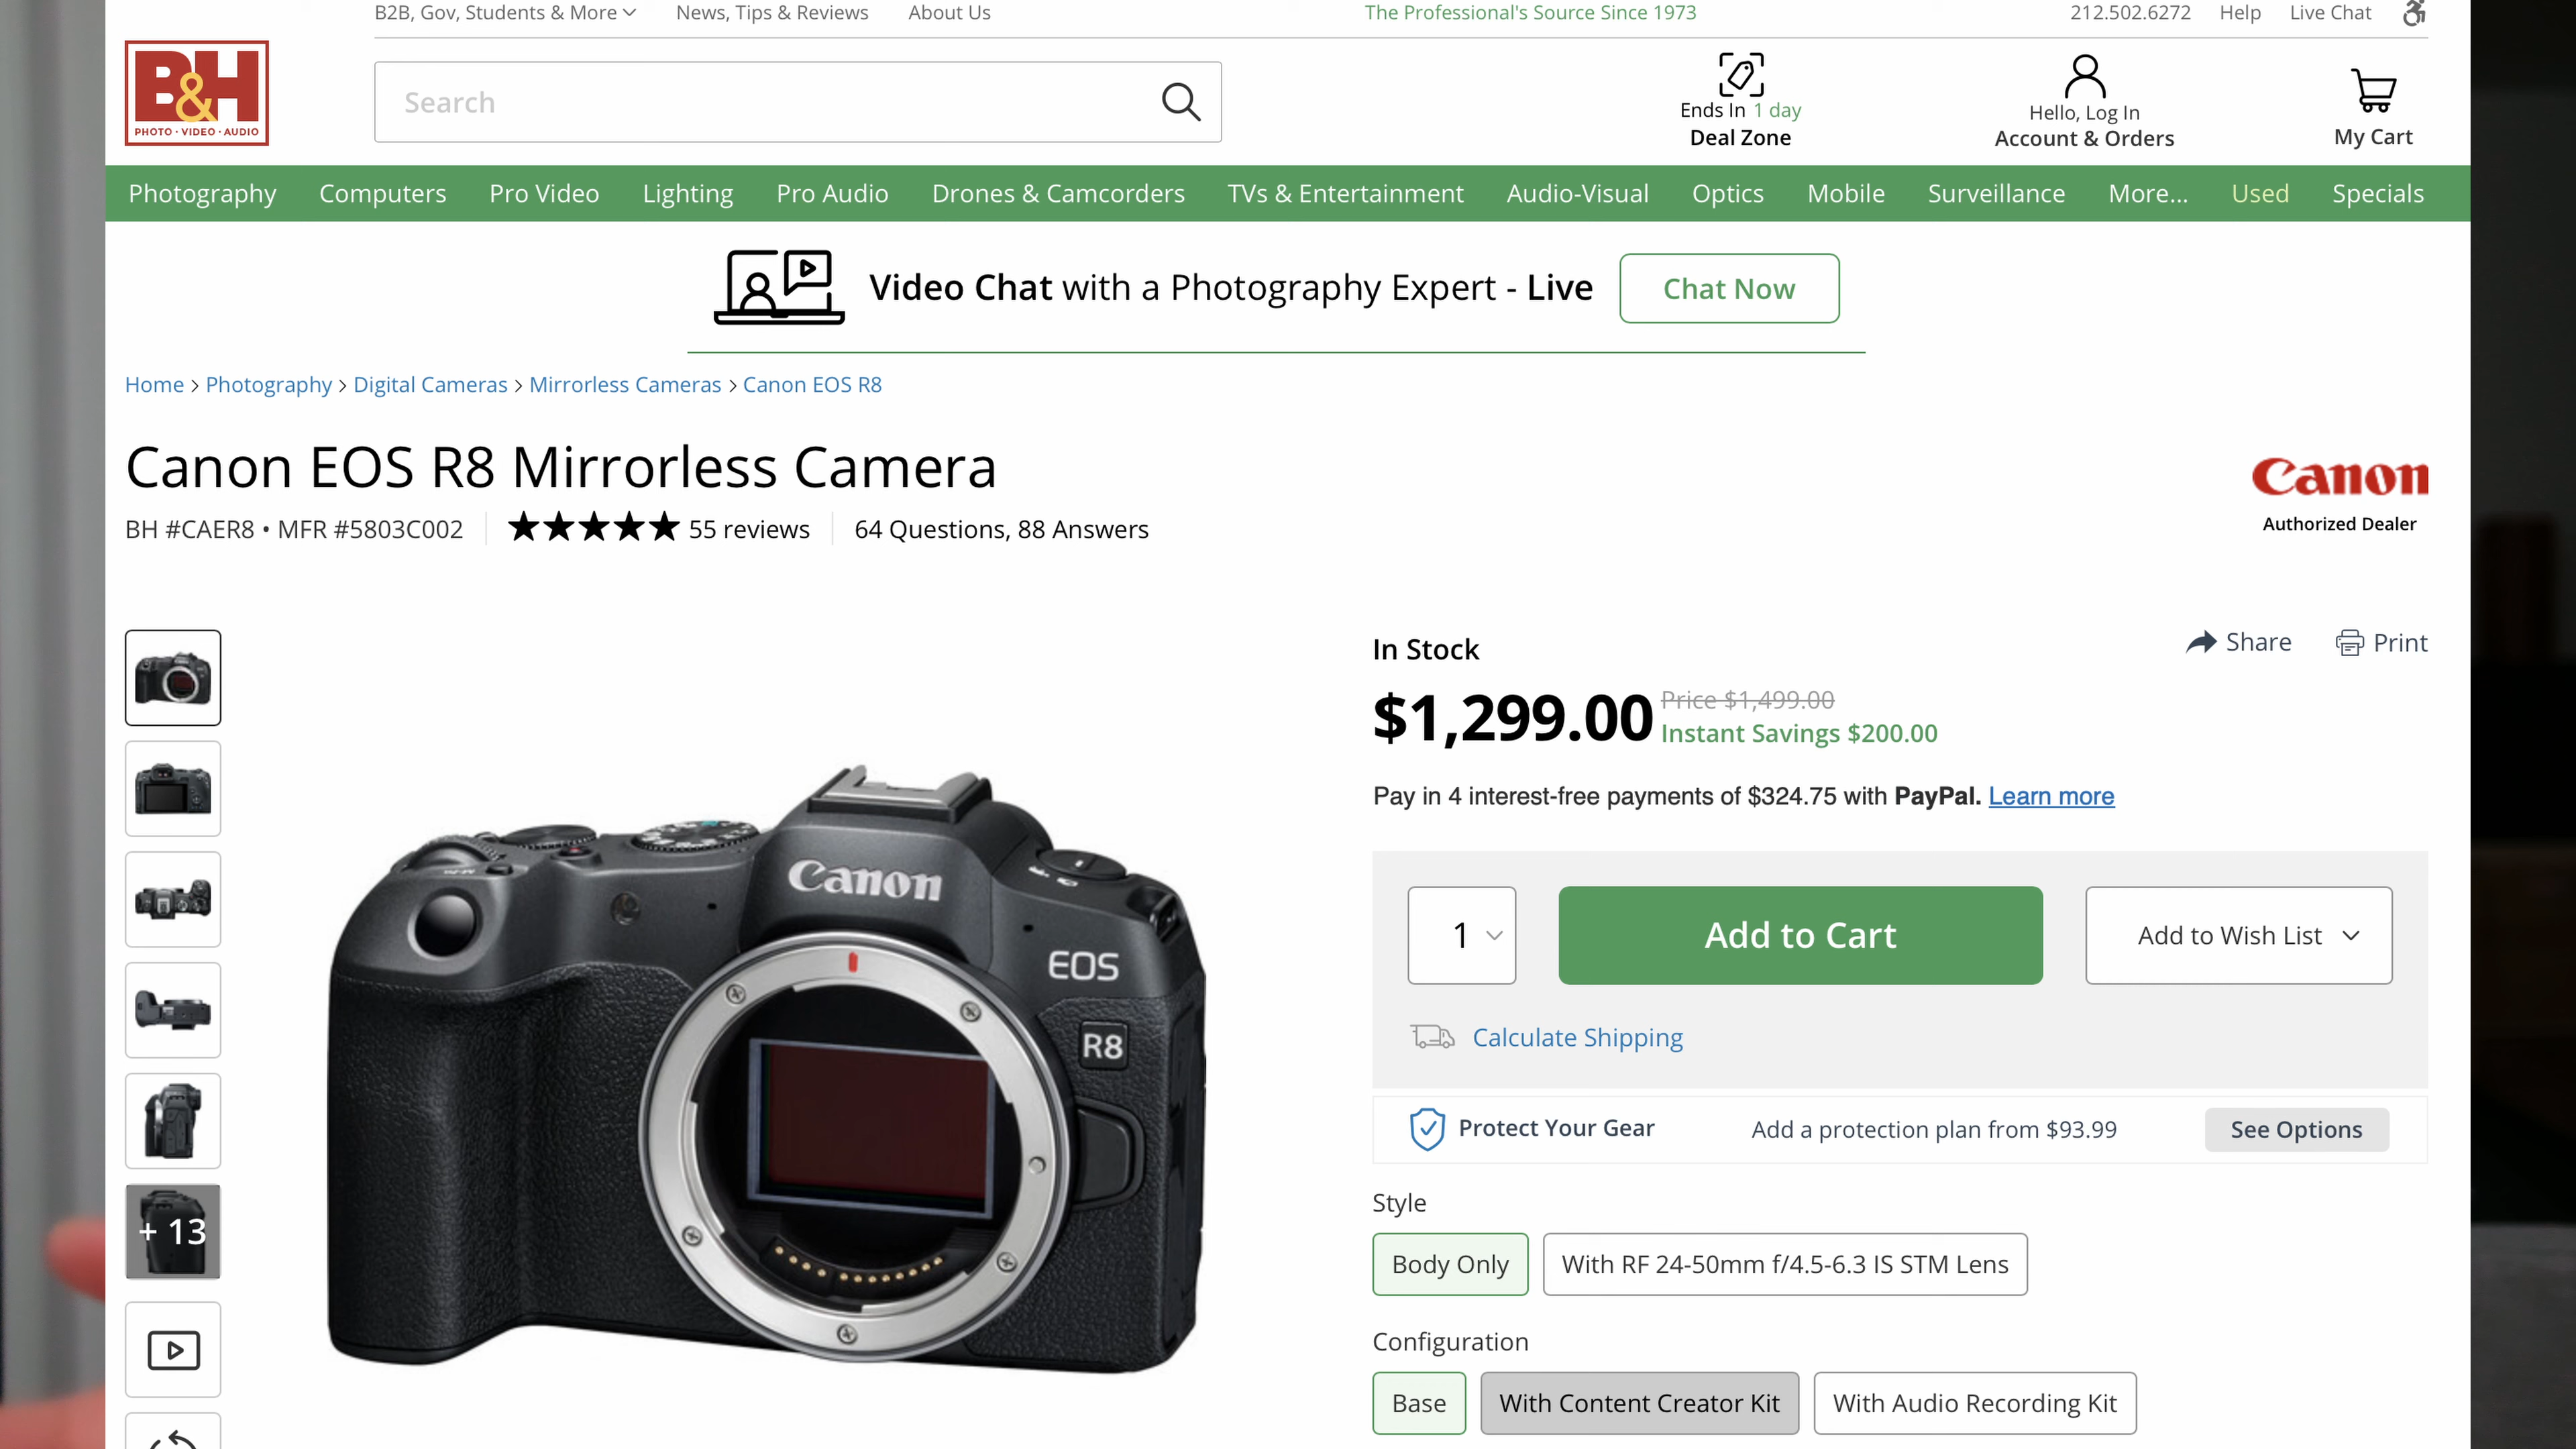 B2B, Gov, Students & More News, Tips & Reviews About Us The Professional's Source Since 1973 212.502.6272 Help Live Chat
B&H
PHOTO · VIDEO · AUDIO
Search
Ends In 1 day
Deal Zone
Hello, Log In
Account & Orders
My Cart
Photography Computers Pro Video Lighting Pro Audio Drones & Camcorders TVs & Entertainment Audio-Visual Optics Mobile Surveillance More... Used Specials
Video Chat with a Photography Expert - Live Chat Now
Home > Photography > Digital Cameras > Mirrorless Cameras > Canon EOS R8
Canon EOS R8 Mirrorless Camera
BH #CAER8 • MFR #5803C002 ★★★★★ 55 reviews 64 Questions, 88 Answers
Canon
Authorized Dealer
+ 13
Canon
EOS
R8
In Stock
Share Print
$1,299.00 Price $1,499.00
Instant Savings $200.00
Pay in 4 interest-free payments of $324.75 with PayPal. Learn more
1 Add to Cart Add to Wish List
Calculate Shipping
Protect Your Gear Add a protection plan from $93.99 See Options
Style
Body Only With RF 24-50mm f/4.5-6.3 IS STM Lens
Configuration
Base With Content Creator Kit With Audio Recording Kit